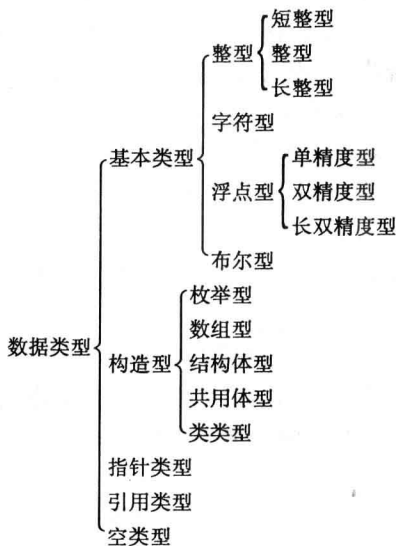 短整型
整型
整型
长整型
字符型
基本类型
单精度型
浮点型
双精度型
长双精度型
布尔型
枚举型
数组型
数据类型
构造型
结构体型
共用体型
类类型
指针类型
引用类型
空类型